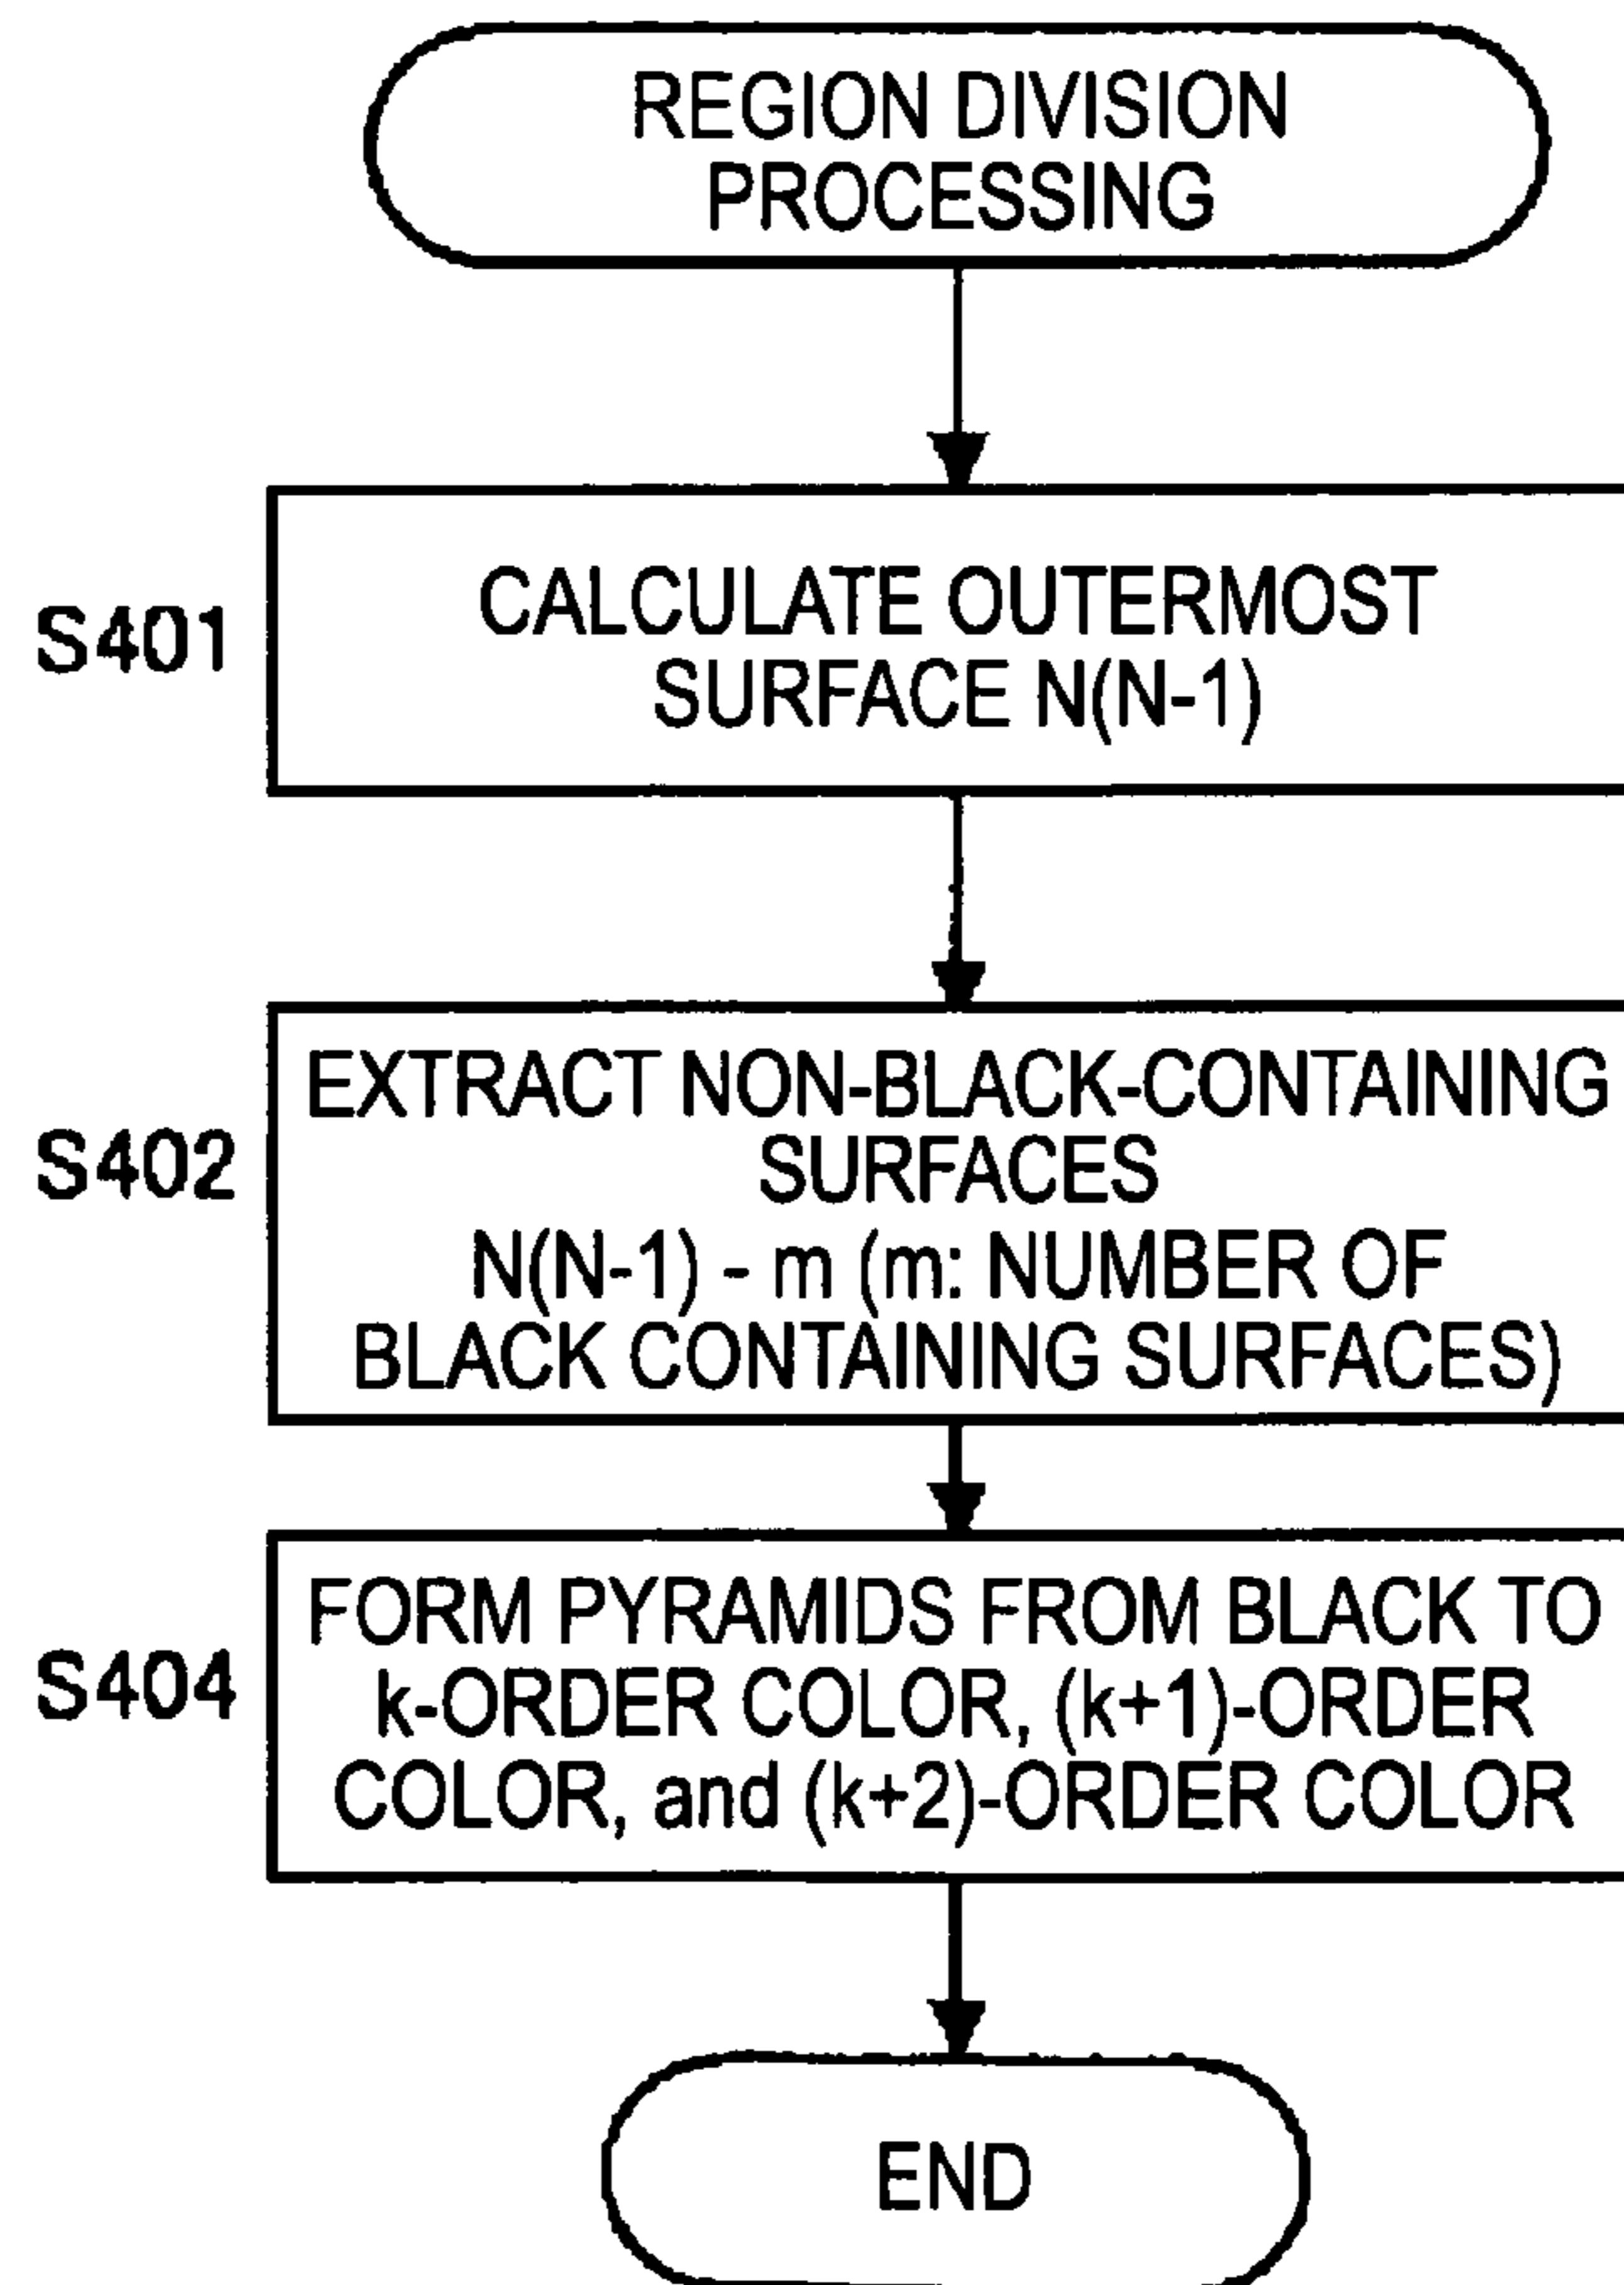 REGION DIVISION
PROCESSING
S401
CALCULATE OUTERMOST
SURFACE N(N-1)
S402
EXTRACT NON-BLACK-CONTAINING
SURFACES
N(N-1) - m (m: NUMBER OF
BLACK CONTAINING SURFACES)
S404
FORM PYRAMIDS FROM BLACK TO
k-ORDER COLOR, (k+1)-ORDER
COLOR, and (k+2)-ORDER COLOR
END